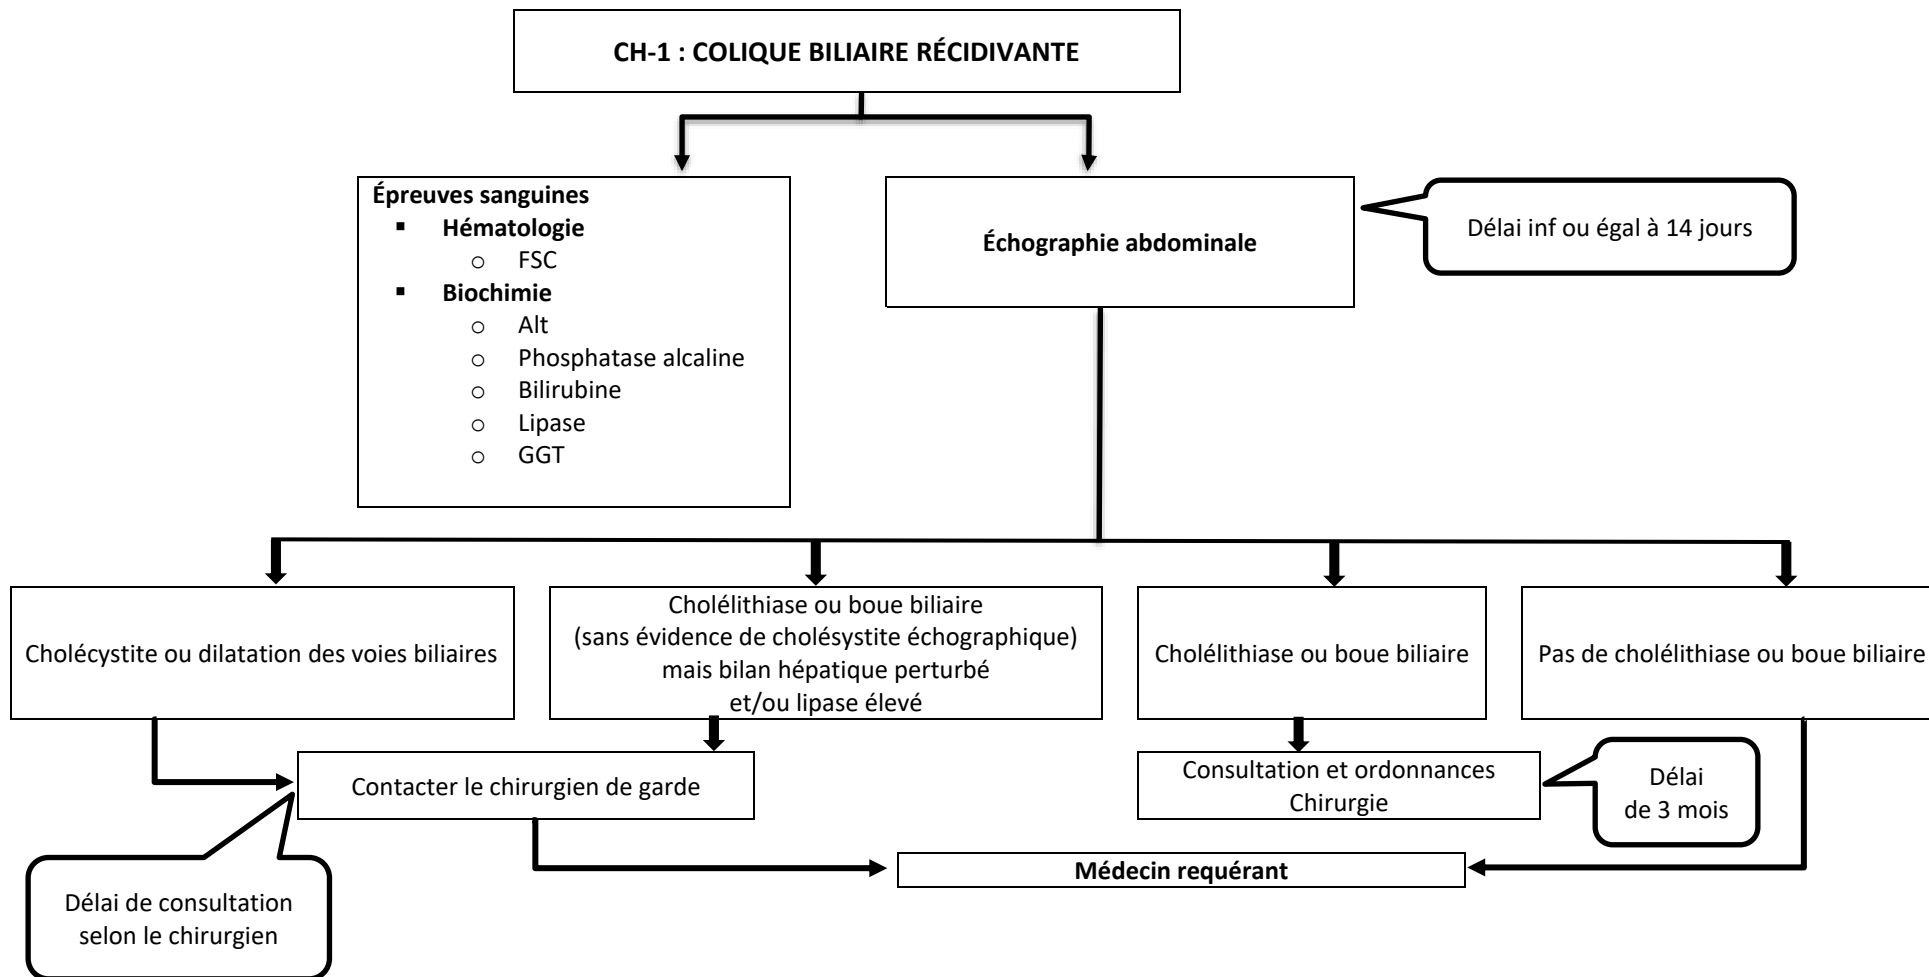 CH-1 : COLIQUE BILIAIRE RÉCIDIVANTE
Épreuves sanguines
▪ Hématologie
o FSC
▪ Biochimie
o Alt
o Phosphatase alcaline
o Bilirubine
o Lipase
o GGT
Échographie abdominale
Délai inf ou égal à 14 jours
Cholécystite ou dilatation des voies biliaires
Cholélithiase ou boue biliaire
(sans évidence de cholésystite échographique)
mais bilan hépatique perturbé
et/ou lipase élevé
Cholélithiase ou boue biliaire
Pas de cholélithiase ou boue biliaire
Contacter le chirurgien de garde
Consultation et ordonnances
Chirurgie
Délai
de 3 mois
Médecin requérant
Délai de consultation
selon le chirurgien